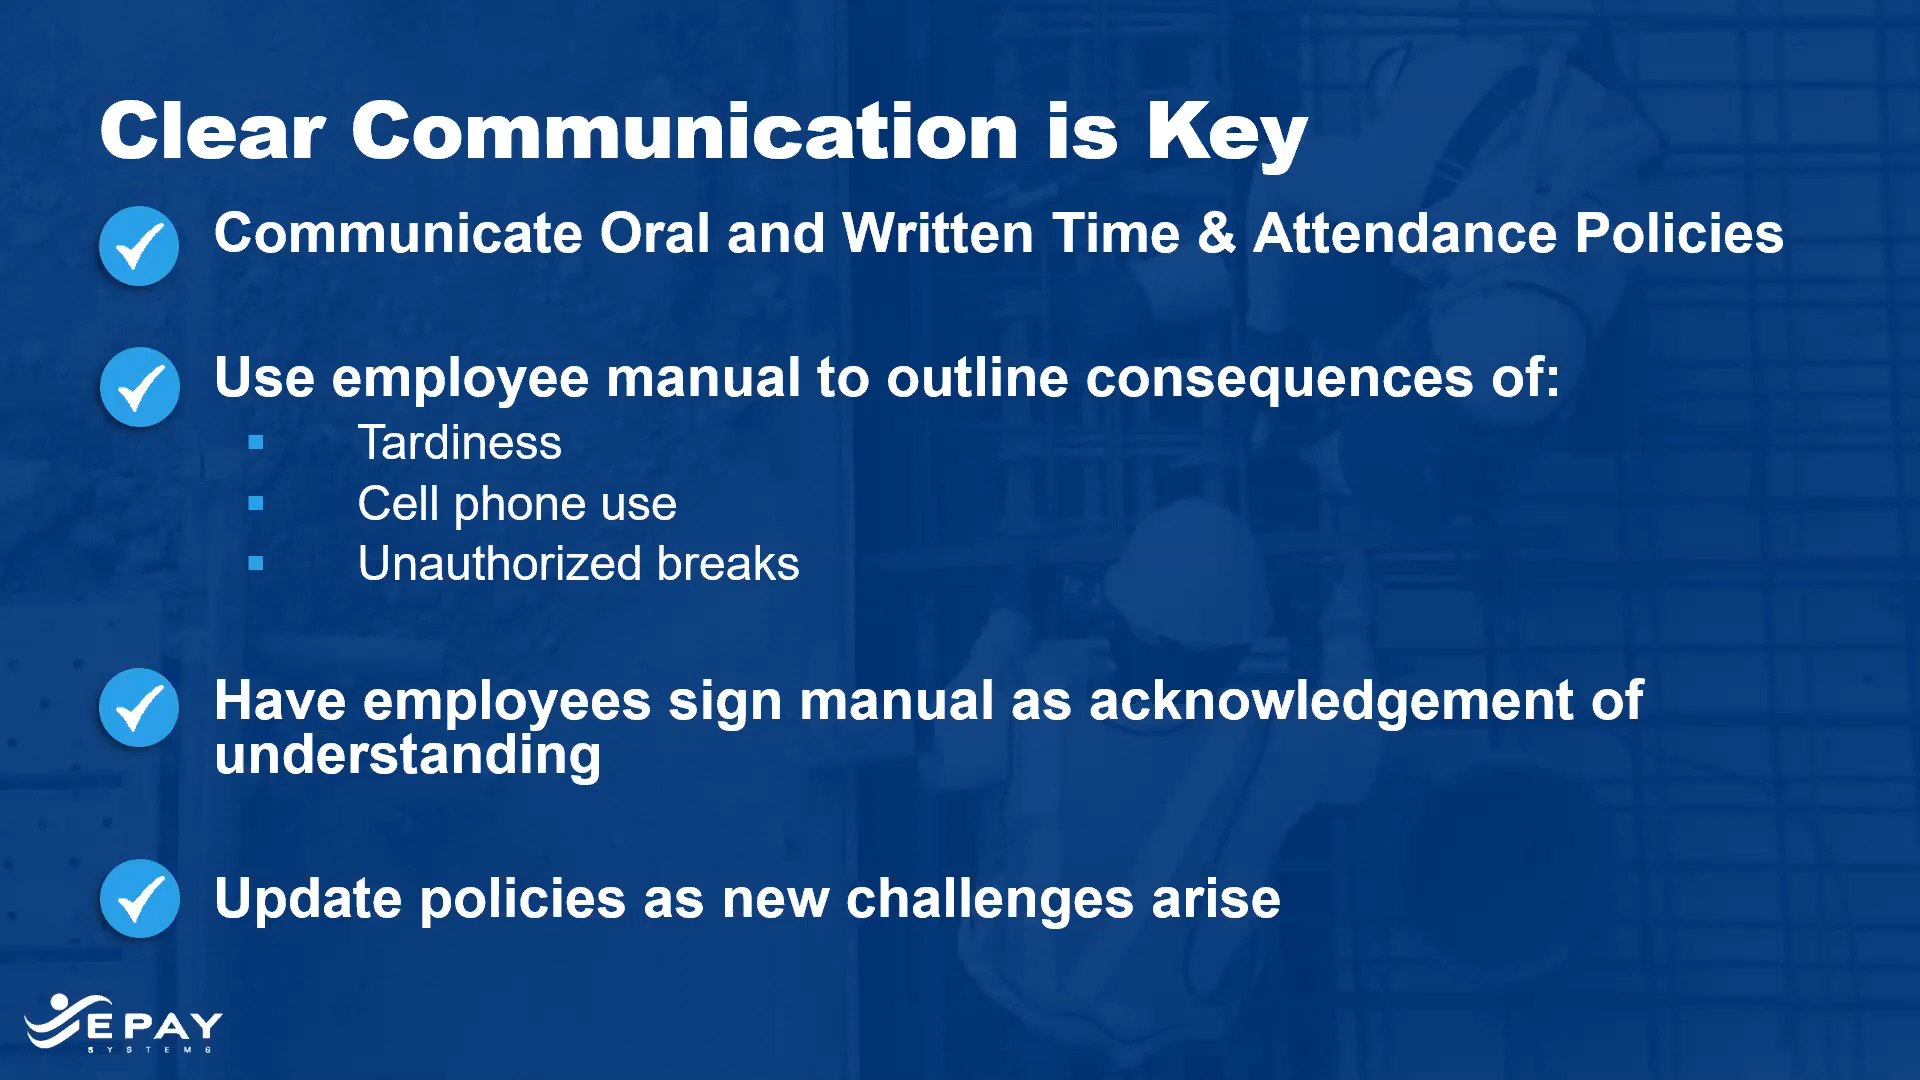 Clear Communication is Key
Communicate Oral and Written Time & Attendance Policies
Use employee manual to outline consequences of:
Tardiness
Cell phone use
Unauthorized breaks
Have employees sign manual as acknowledgement of
understanding
Update policies as new challenges arise
EPAY
SYSTEMS